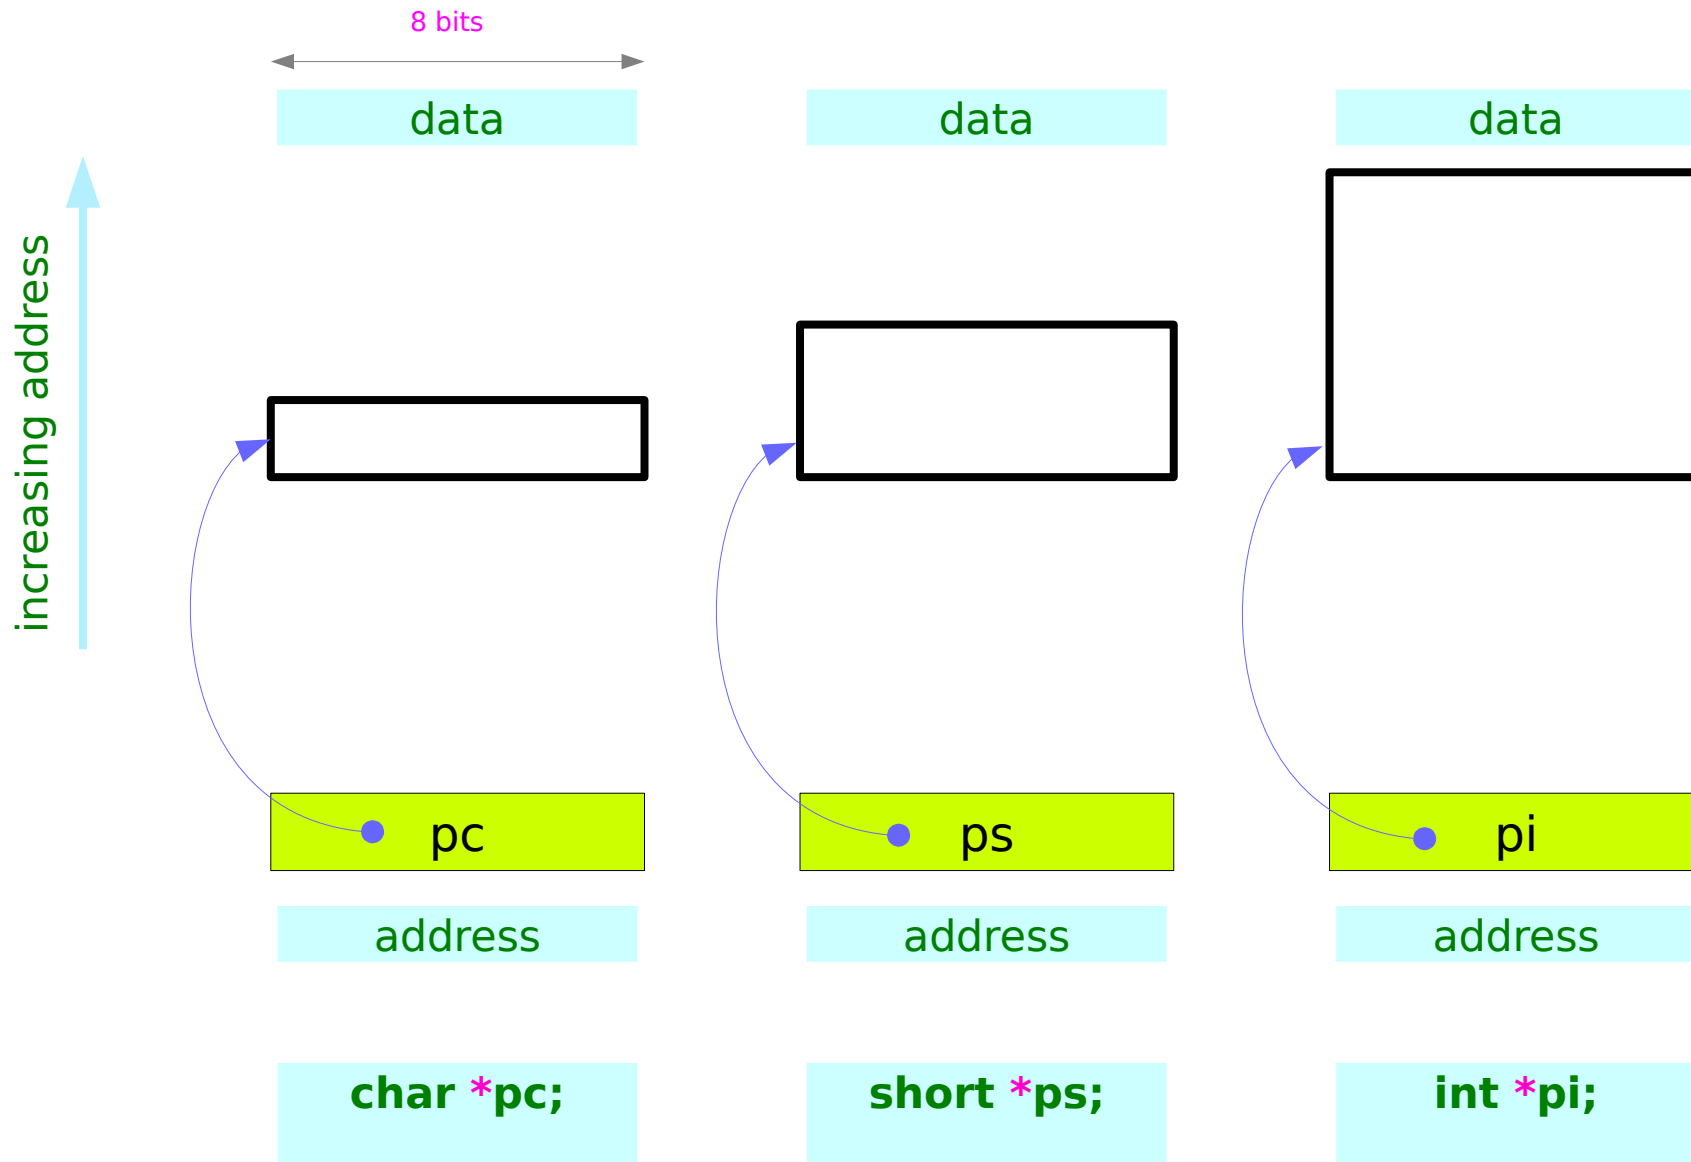 8 bits
data
data
data
increasing address
pc
ps
pi
address
address
address
char *pc;
short *ps;
int *pi;